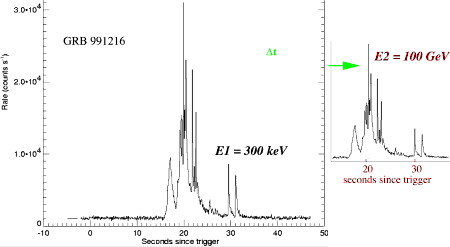 3.0•10⁴
GRB 991216
Δt
E2 = 100 GeV
2.0•10⁴
Rate (counts s⁻¹)
E1 = 300 keV
1.0•10⁴
20 30
seconds since trigger
0
-10 0 10 20 30 40 50
Seconds since trigger